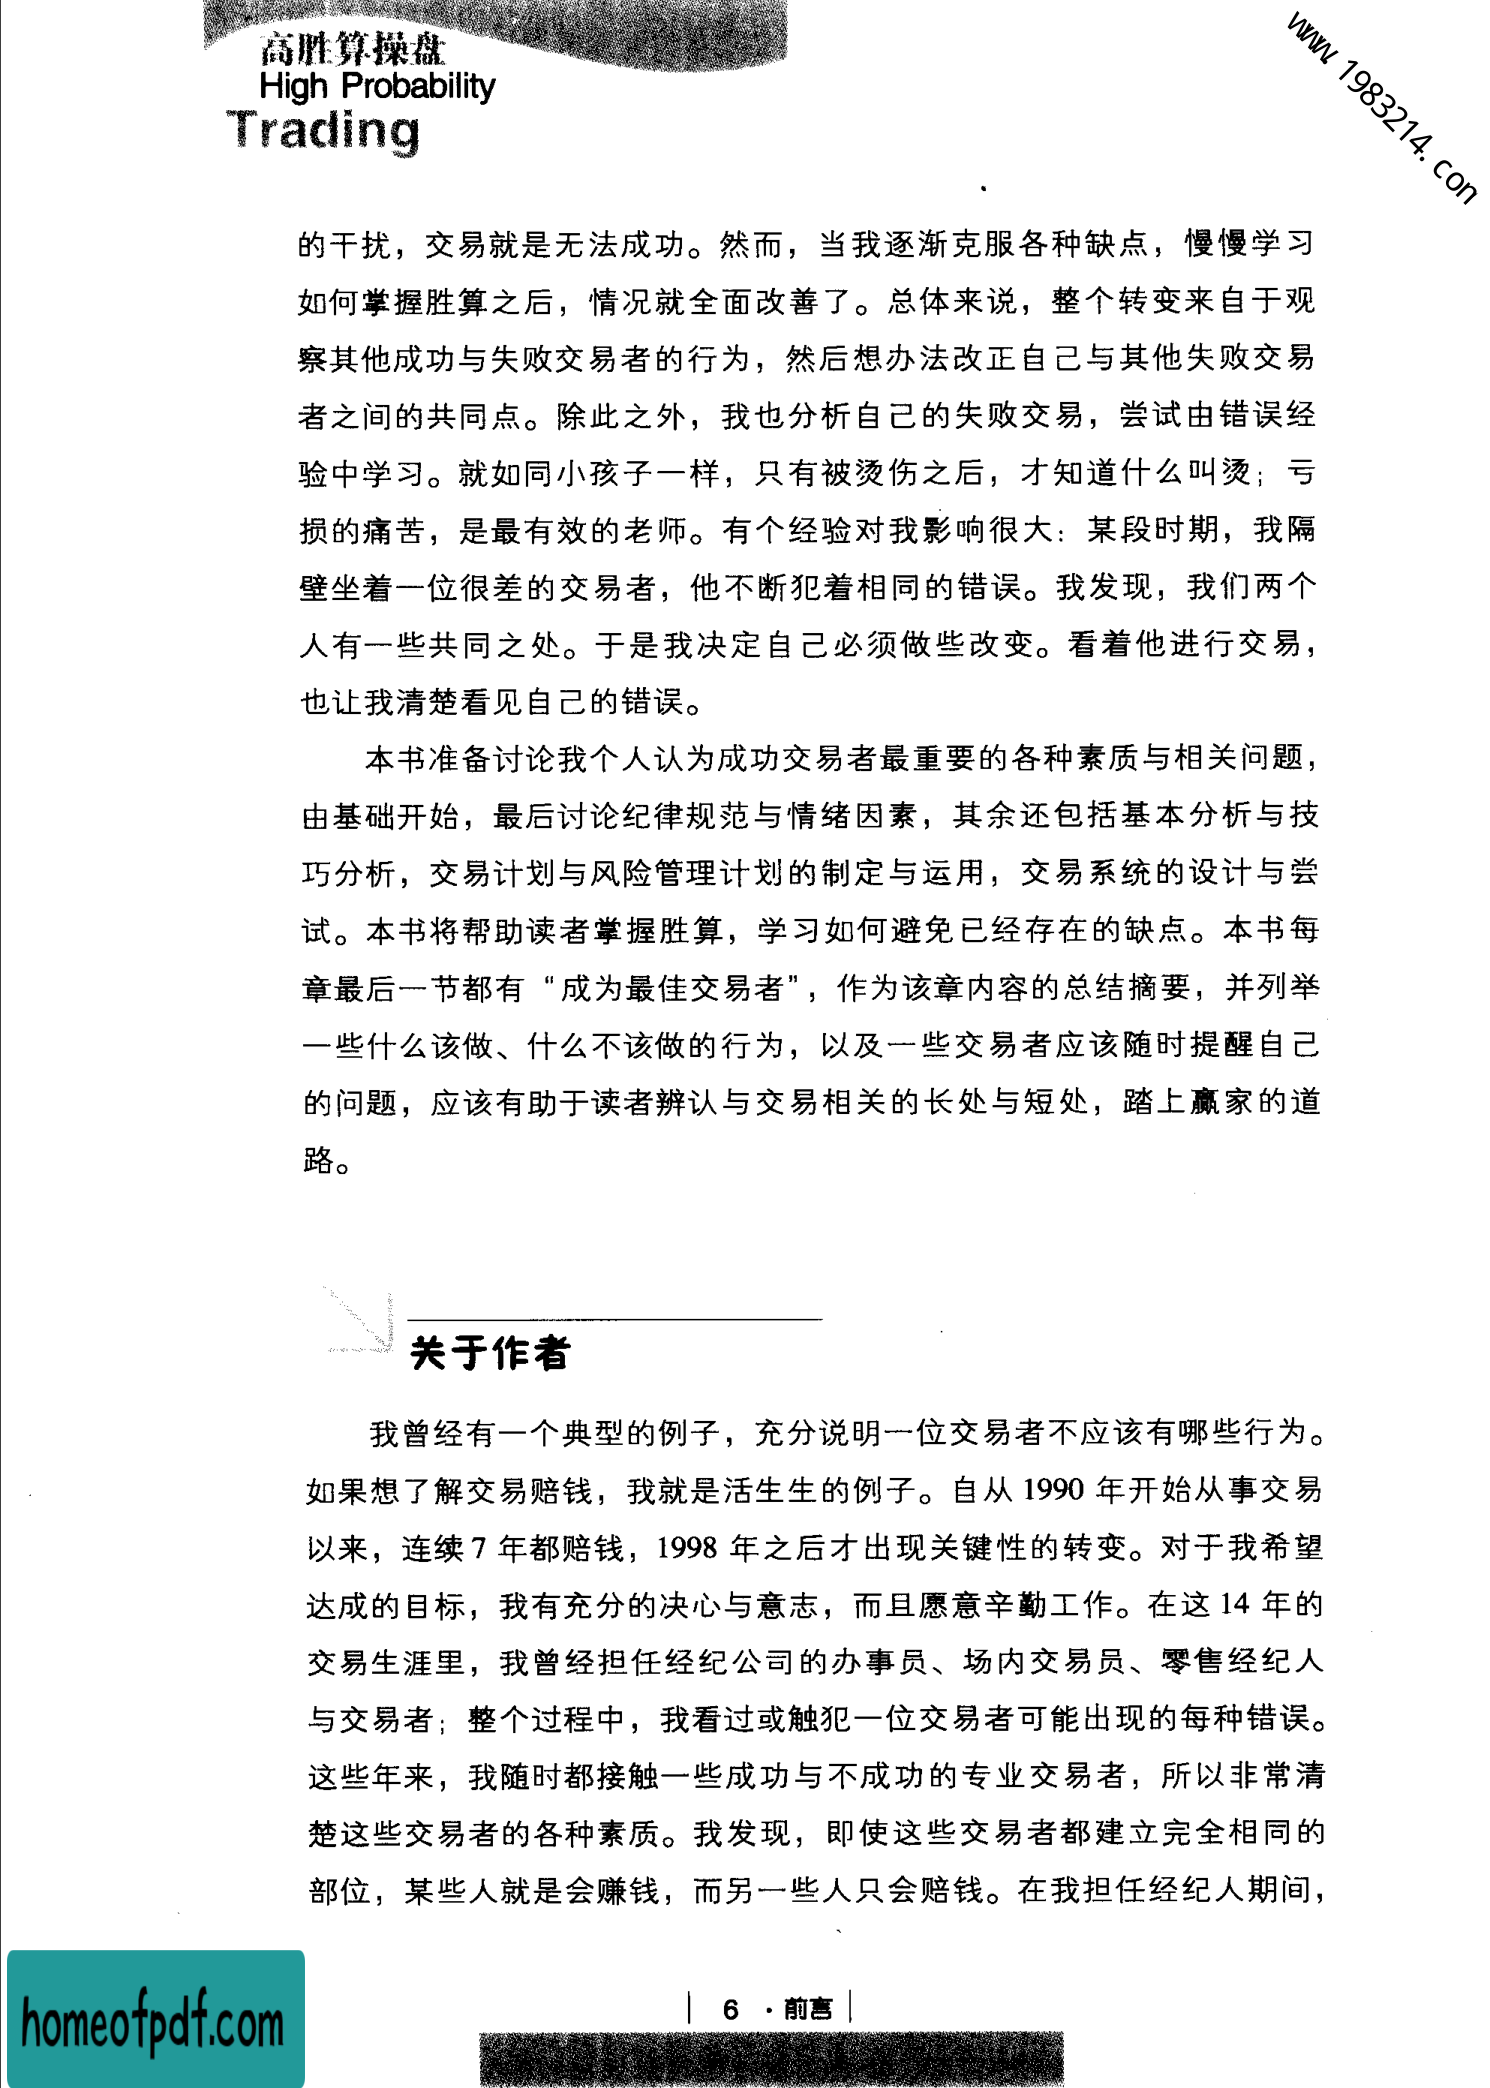 高胜算操盘
High Probability
Trading
www.1983214.con
的干扰，交易就是无法成功。然而，当我逐渐克服各种缺点，慢慢学习
如何掌握胜算之后，情况就全面改善了。总体来说，整个转变来自于观
察其他成功与失败交易者的行为，然后想办法改正自己与其他失败交易
者之间的共同点。除此之外，我也分析自己的失败交易，尝试由错误经
验中学习。就如同小孩子一样，只有被烫伤之后，才知道什么叫烫；亏
损的痛苦，是最有效的老师。有个经验对我影响很大：某段时期，我隔
壁坐着一位很差的交易者，他不断犯着相同的错误。我发现，我们两个
人有一些共同之处。于是我决定自己必须做些改变。看着他进行交易，
也让我清楚看见自己的错误。
本书准备讨论我个人认为成功交易者最重要的各种素质与相关问题，
由基础开始，最后讨论纪律规范与情绪因素，其余还包括基本分析与技
巧分析，交易计划与风险管理计划的制定与运用，交易系统的设计与尝
试。本书将帮助读者掌握胜算，学习如何避免已经存在的缺点。本书每
章最后一节都有“成为最佳交易者”，作为该章内容的总结摘要，并列举
一些什么该做、什么不该做的行为，以及一些交易者应该随时提醒自己
的问题，应该有助于读者辨认与交易相关的长处与短处，踏上赢家的道
路。
关于作者
我曾经有一个典型的例子，充分说明一位交易者不应该有哪些行为。
如果想了解交易赔钱，我就是活生生的例子。自从 1990 年开始从事交易
以来，连续 7 年都赔钱，1998 年之后才出现关键性的转变。对于我希望
达成的目标，我有充分的决心与意志，而且愿意辛勤工作。在这 14 年的
交易生涯里，我曾经担任经纪公司的办事员、场内交易员、零售经纪人
与交易者；整个过程中，我看过或触犯一位交易者可能出现的每种错误。
这些年来，我随时都接触一些成功与不成功的专业交易者，所以非常清
楚这些交易者的各种素质。我发现，即使这些交易者都建立完全相同的
部位，某些人就是会赚钱，而另一些人只会赔钱。在我担任经纪人期间，
6 · 前言
homeofpdf.com